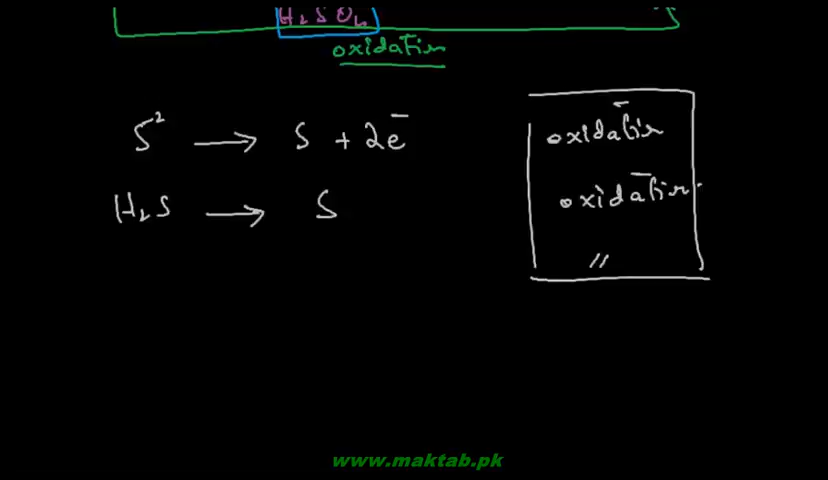 H₂SO₄
oxidation
S² → S + 2e⁻
oxidation
H₂S → S
oxidation
//
www.maktab.pk